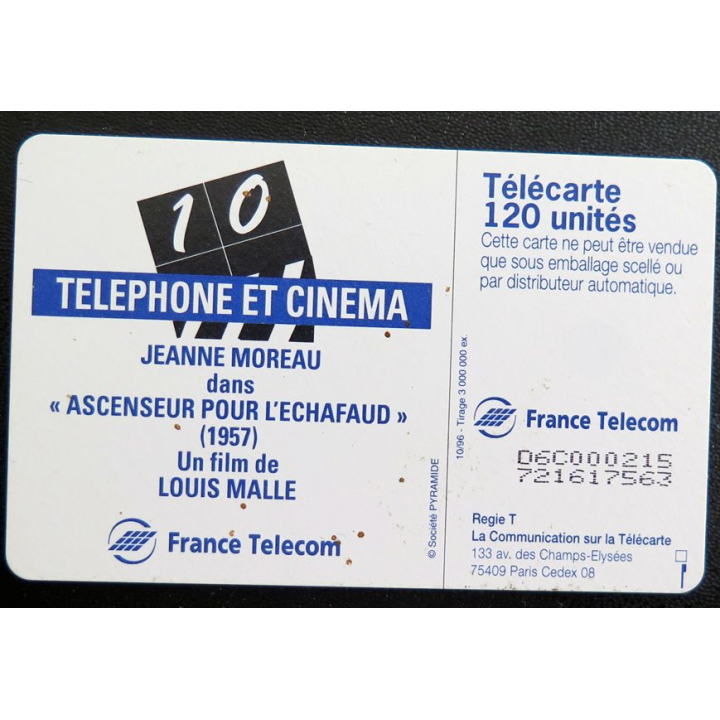 10
TELEPHONE ET CINEMA
JEANNE MOREAU
dans
« ASCENSEUR POUR L'ECHAFAUD »
(1957)
Un film de
LOUIS MALLE
France Telecom
© Société PYRAMIDE
10/96 - Tirage 3 000 000 ex.
Télécarte
120 unités
Cette carte ne peut être vendue
que sous emballage scellé ou
par distributeur automatique.
France Telecom
D6C000215
721617563
Regie T
La Communication sur la Télécarte
133 av. des Champs-Elysées
75409 Paris Cedex 08